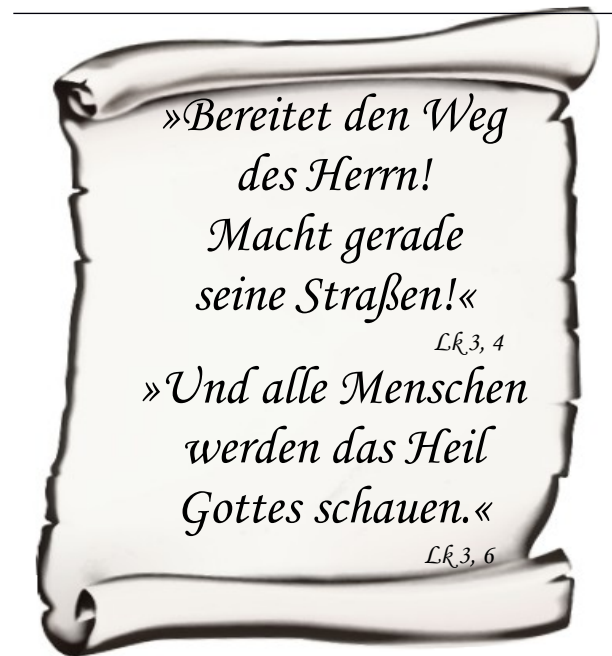 »Bereitet den Weg
des Herrn!
Macht gerade
seine Straßen!«
Lk 3, 4
»Und alle Menschen
werden das Heil
Gottes schauen.«
Lk 3, 6